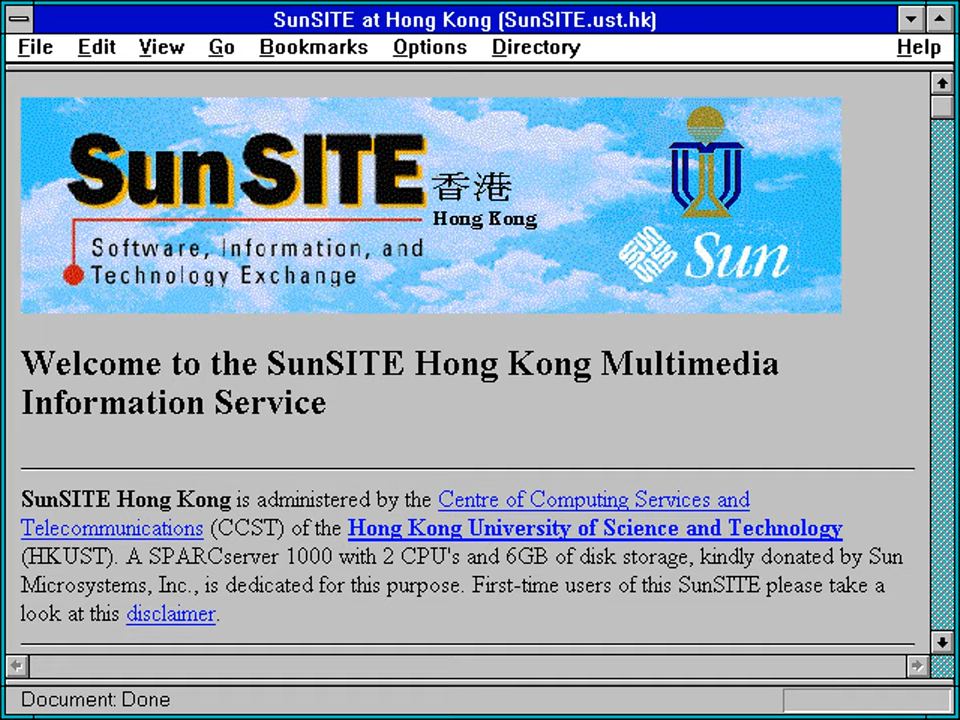 SunSITE at Hong Kong (SunSITE.ust.hk)
File Edit View Go Bookmarks Options Directory Help
SunSITE
香港
Hong Kong
Software, Information, and
Technology Exchange
Sun
Welcome to the SunSITE Hong Kong Multimedia
Information Service
SunSITE Hong Kong is administered by the Centre of Computing Services and
Telecommunications (CCST) of the Hong Kong University of Science and Technology
(HKUST). A SPARCserver 1000 with 2 CPU's and 6GB of disk storage, kindly donated by Sun
Microsystems, Inc., is dedicated for this purpose. First-time users of this SunSITE please take a
look at this disclaimer.
Document: Done